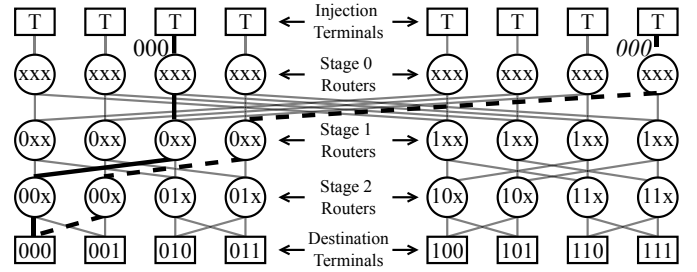 T T T T Injection Terminals T T T T
000 000
xxx xxx xxx xxx Stage 0 Routers xxx xxx xxx xxx
0xx 0xx 0xx 0xx Stage 1 Routers 1xx 1xx 1xx 1xx
00x 00x 01x 01x Stage 2 Routers 10x 10x 11x 11x
000 001 010 011 Destination Terminals 100 101 110 111